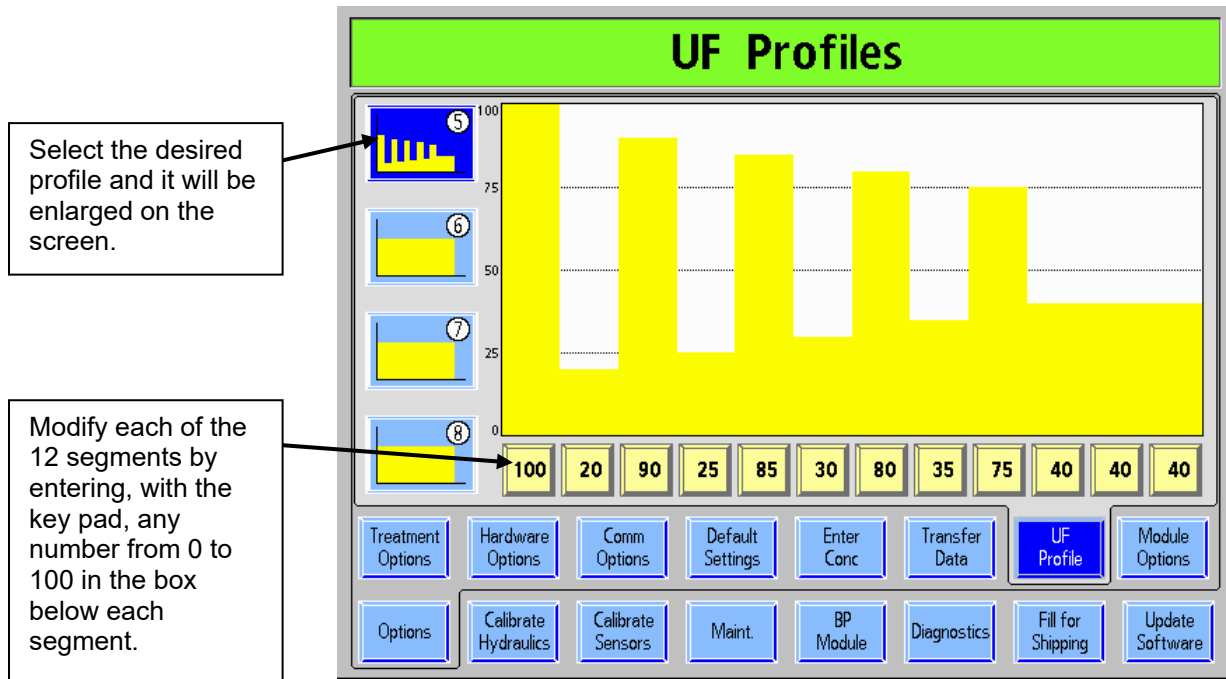 UF Profiles
Select the desired
profile and it will be
enlarged on the
screen.
Modify each of the
12 segments by
entering, with the
key pad, any
number from 0 to
100 in the box
below each
segment.
5
6
7
8
100
75
50
25
0
100 20 90 25 85 30 80 35 75 40 40 40
Treatment
Options
Hardware
Options
Comm
Options
Default
Settings
Enter
Conc
Transfer
Data
UF
Profile
Module
Options
Options
Calibrate
Hydraulics
Calibrate
Sensors
Maint.
BP
Module
Diagnostics
Fill for
Shipping
Update
Software